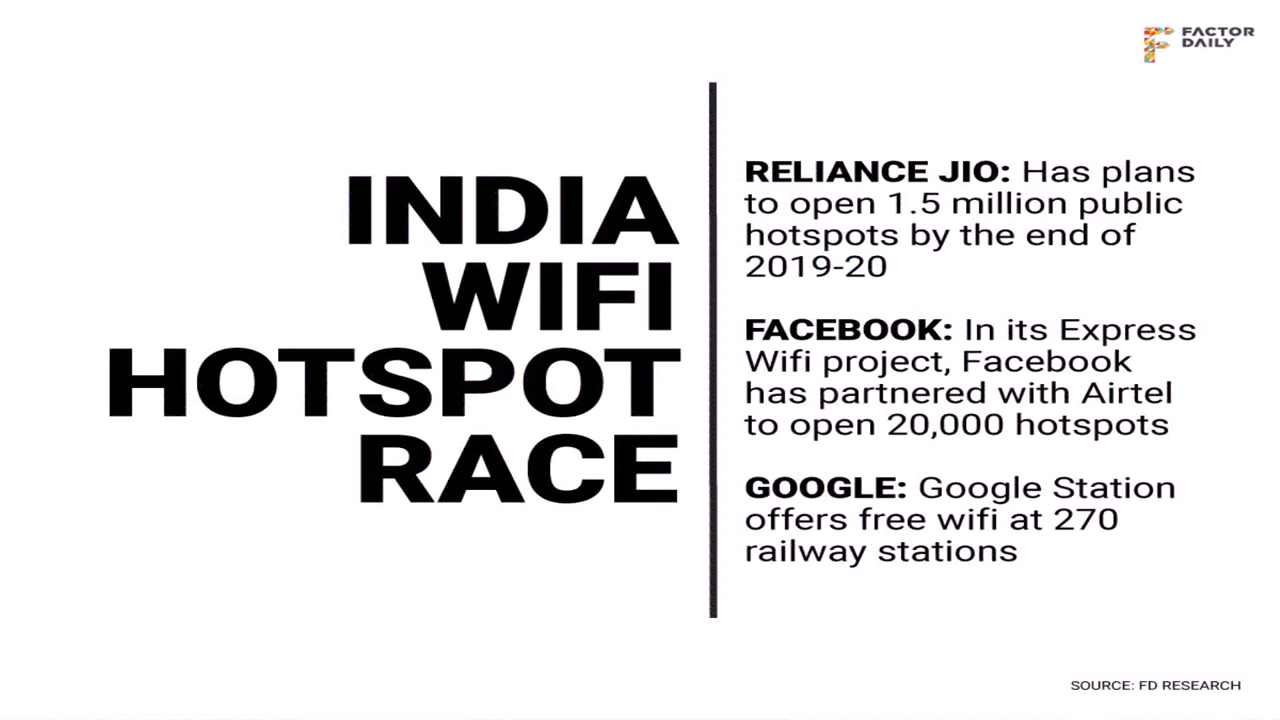 FACTOR
DAILY
INDIA
WIFI
HOTSPOT
RACE
RELIANCE JIO: Has plans
to open 1.5 million public
hotspots by the end of
2019-20
FACEBOOK: In its Express
Wifi project, Facebook
has partnered with Airtel
to open 20,000 hotspots
GOOGLE: Google Station
offers free wifi at 270
railway stations
SOURCE: FD RESEARCH